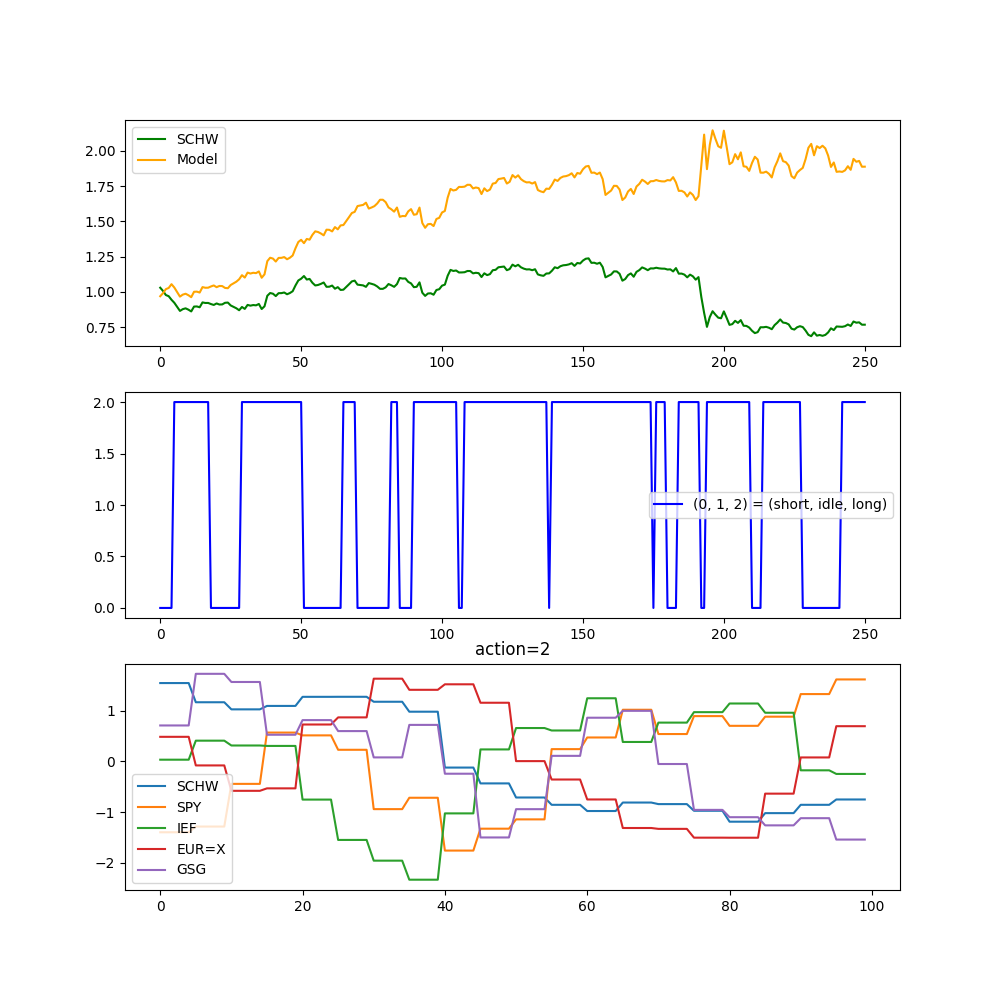 SCHW
Model
2.00
1.75
1.50
1.25
1.00
0.75
0 50 100 150 200 250
2.0
1.5
1.0
0.5
0.0
(0, 1, 2) = (short, idle, long)
0 50 100 150 200 250
action=2
1
0
−1
−2
SCHW
SPY
IEF
EUR=X
GSG
0 20 40 60 80 100